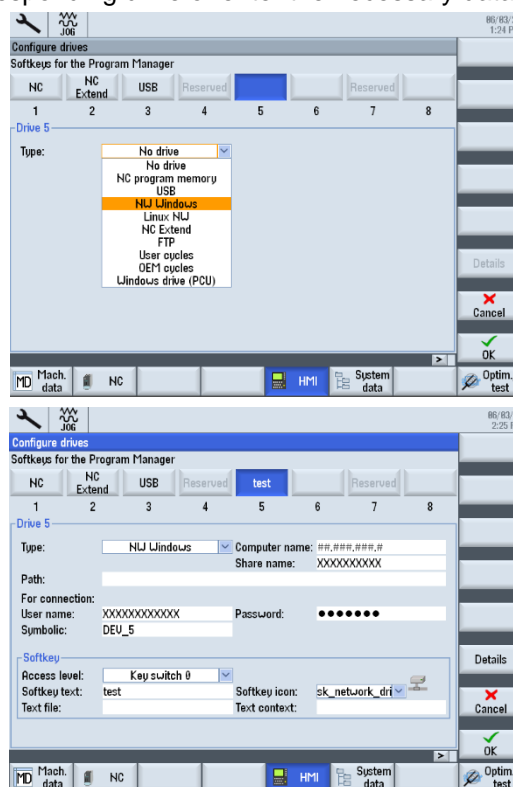 JOG
1:24
Configure drives
Softkeys for the Program Manager
NC NC Extend USB Reserved Reserved
1 2 3 4 5 6 7 8
Drive 5
Type: No drive
No drive
NC program memory
USB
NW Windows
Linux NW
NC Extend
FTP
User cycles
OEM cycles
Windows drive (PCU)
Details
Cancel
OK
MD Mach. data NC HMI System data Optim. test
JOG
2:25
Configure drives
Softkeys for the Program Manager
NC NC Extend USB Reserved test Reserved
1 2 3 4 5 6 7 8
Drive 5
Type: NW Windows Computer name: ##.###.###.#
Share name: XXXXXXXXXX
Path:
For connection:
User name: XXXXXXXXXXXX Password: ●●●●●●●
Symbolic: DEV_5
Softkey
Access level: Key switch 0
Softkey text: test Softkey icon: sk_network_dri
Text file: Text context:
Details
Cancel
OK
MD Mach. data NC HMI System data Optim. test